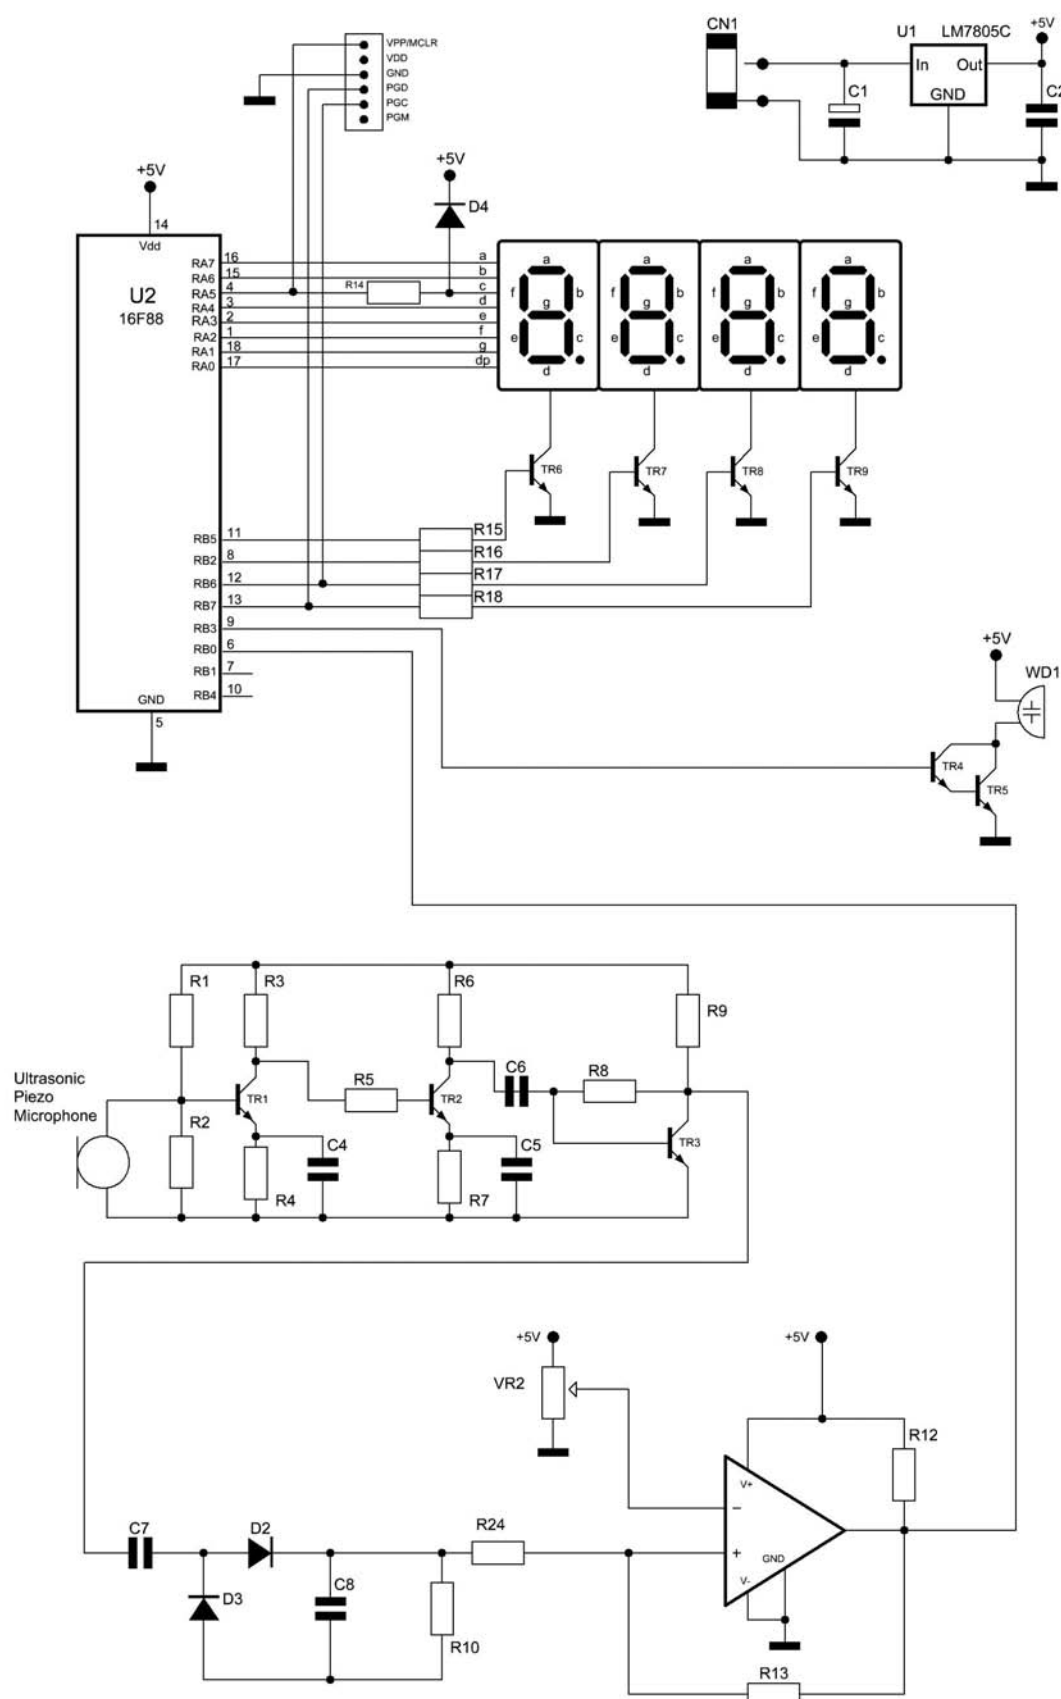 CN1
U1 LM7805C
+5V
In Out
GND
C1
C2
VPP/MCLR
VDD
GND
PGD
PGC
PGM
+5V
14
Vdd
U2
16F88
+5V
D4
RA7 16 a
RA6 15 b
RA5 4 R14 c
RA4 3 d
RA3 2 e
RA2 1 f
RA1 18 g
RA0 17 dp
a a a a
f b f b f b f b
g g g g
e c e c e c e c
d d d d
TR6 TR7 TR8 TR9
RB5 11 R15
RB2 8 R16
RB6 12 R17
RB7 13 R18
RB3 9
RB0 6
RB1 7
RB4 10
GND
5
+5V
WD1
TR4
TR5
R1 R3 R6 R9
Ultrasonic
Piezo
Microphone
R2
TR1
R5
TR2
C6
R8
TR3
C4
R4
C5
R7
+5V
VR2
+5V
R12
V+
−
+
GND
V-
C7
D2
R24
D3
C8
R10
R13